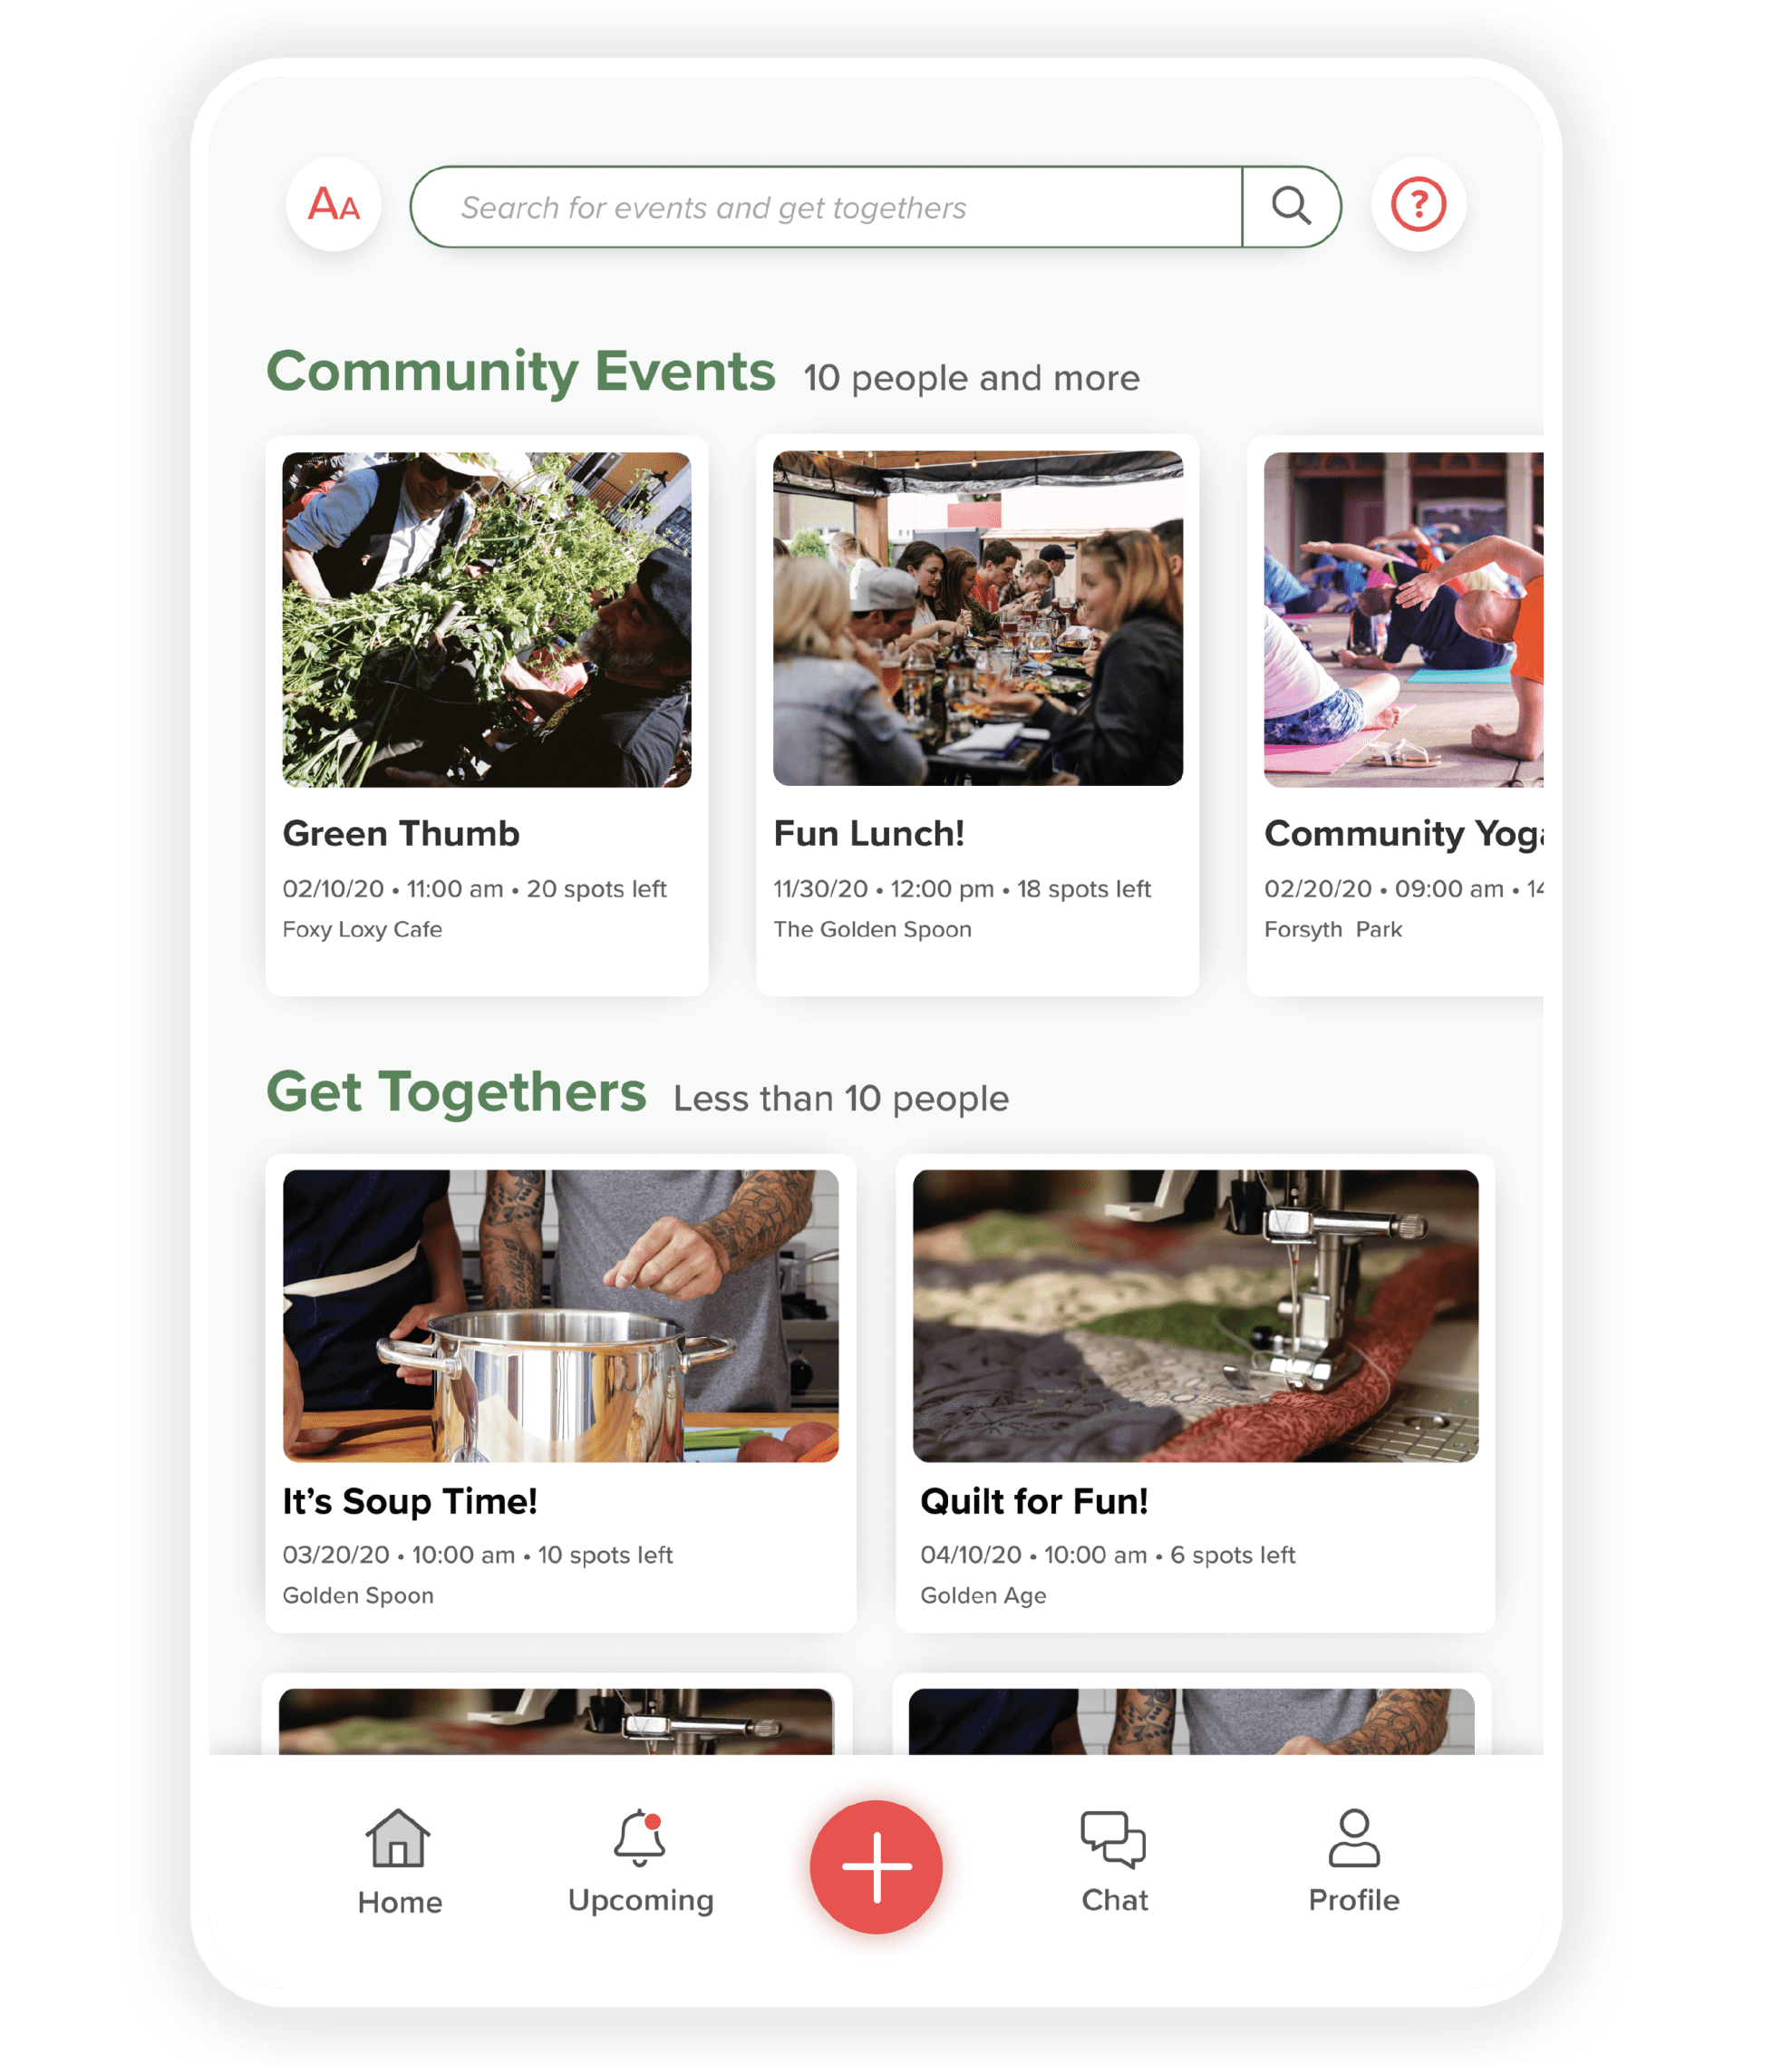 AA
Search for events and get togethers
?
Community Events 10 people and more
Green Thumb
02/10/20 • 11:00 am • 20 spots left
Foxy Loxy Cafe
Fun Lunch!
11/30/20 • 12:00 pm • 18 spots left
The Golden Spoon
Community Yoga
02/20/20 • 09:00 am • 14
Forsyth Park
Get Togethers Less than 10 people
It’s Soup Time!
03/20/20 • 10:00 am • 10 spots left
Golden Spoon
Quilt for Fun!
04/10/20 • 10:00 am • 6 spots left
Golden Age
Home
Upcoming
Chat
Profile